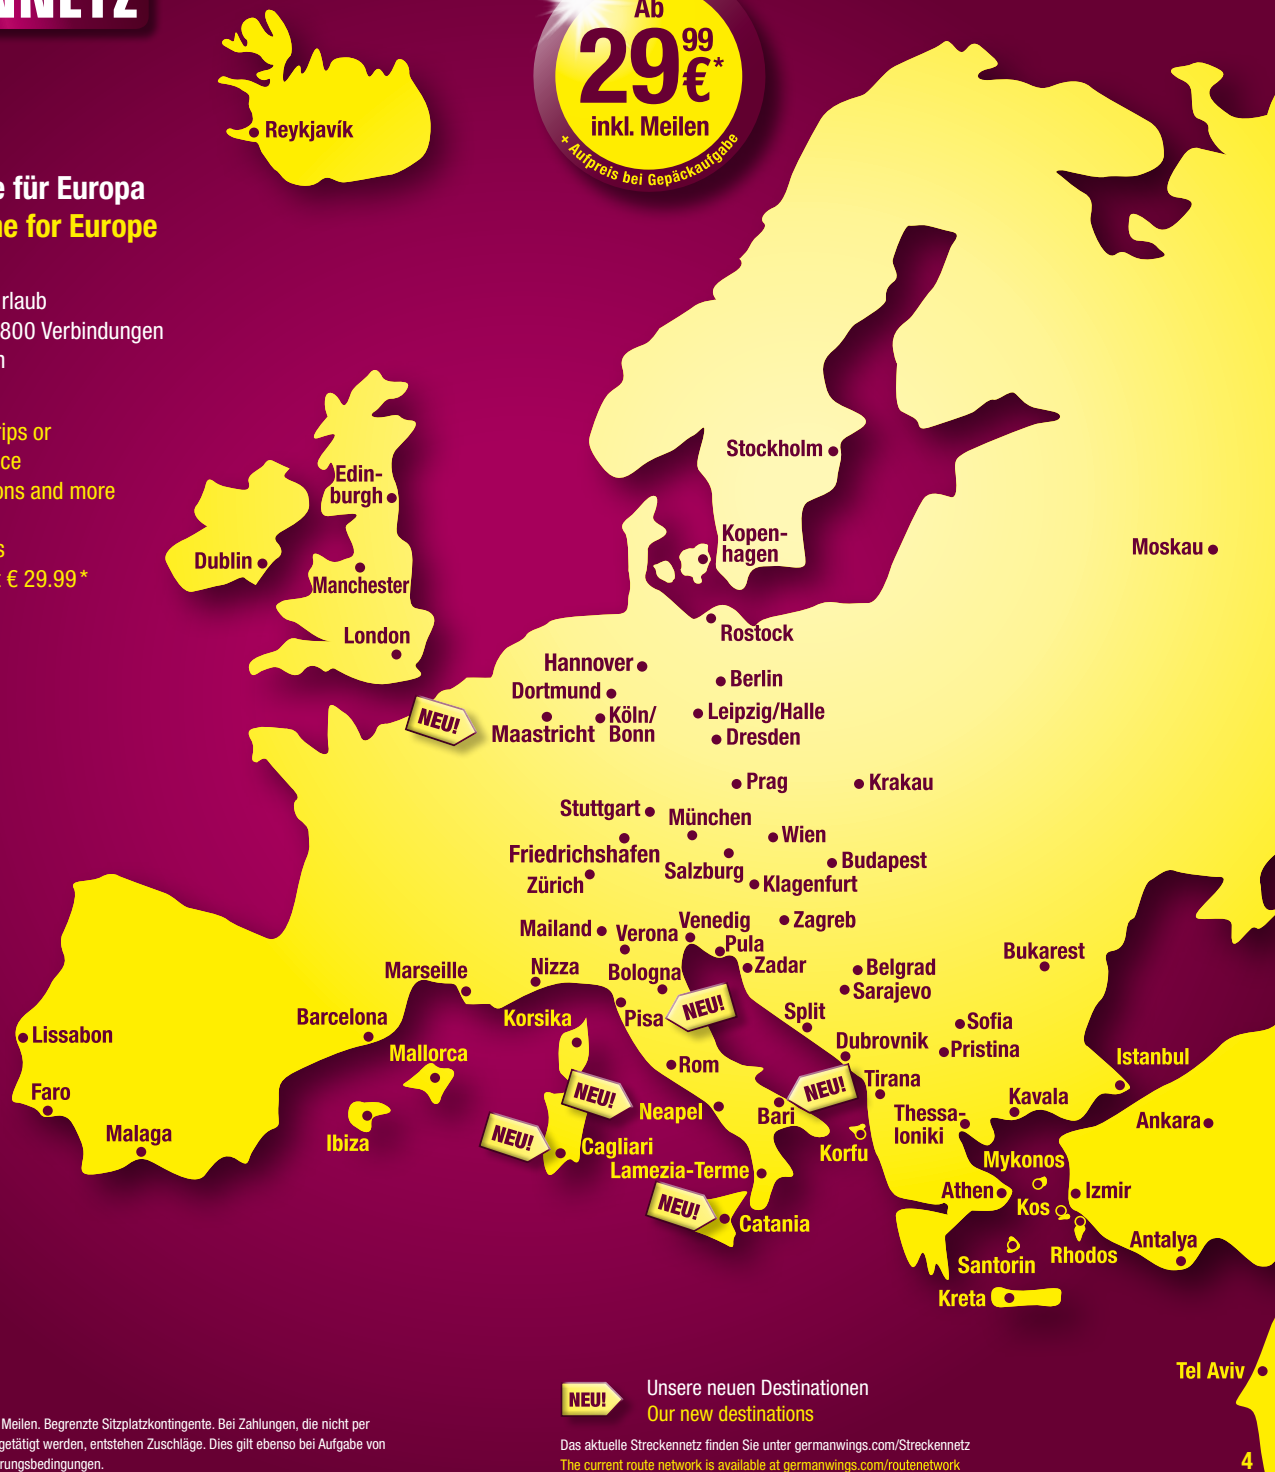 NNETZ
Ab
29 99 €*
inkl. Meilen
+ Aufpreis bei Gepäckaufgabe
Reykjavík
e für Europa
ne for Europe
rlaub
800 Verbindungen
n
rips or
ce
ons and more
s
t € 29.99*
Stockholm
Edin-
burgh
Kopen-
hagen
Moskau
Dublin
Manchester
London
Rostock
Hannover
Berlin
Dortmund
Köln/
Bonn
Leipzig/Halle
NEU!
Maastricht
Dresden
Prag
Krakau
Stuttgart
München
Wien
Friedrichshafen
Budapest
Salzburg
Zürich
Klagenfurt
Mailand
Verona
Venedig
Zagreb
Pula
Bukarest
Marseille
Nizza
Bologna
Zadar
Belgrad
Sarajevo
Barcelona
Korsika
Pisa
NEU!
Split
Sofia
Lissabon
Dubrovnik
Pristina
Mallorca
Istanbul
Rom
Tirana
Faro
NEU!
NEU!
Kavala
Neapel
Bari
Thessa-
loniki
Ankara
Malaga
Ibiza
NEU!
Cagliari
Korfu
Mykonos
Lamezia-Terme
Athen
Izmir
NEU!
Kos
Catania
Antalya
Santorin
Rhodos
Kreta
Tel Aviv
NEU!
Unsere neuen Destinationen
Our new destinations
Meilen. Begrenzte Sitzplatzkontingente. Bei Zahlungen, die nicht per
getätigt werden, entstehen Zuschläge. Dies gilt ebenso bei Aufgabe von
rungsbedingungen.
Das aktuelle Streckennetz finden Sie unter germanwings.com/Streckennetz
The current route network is available at germanwings.com/routenetwork
4